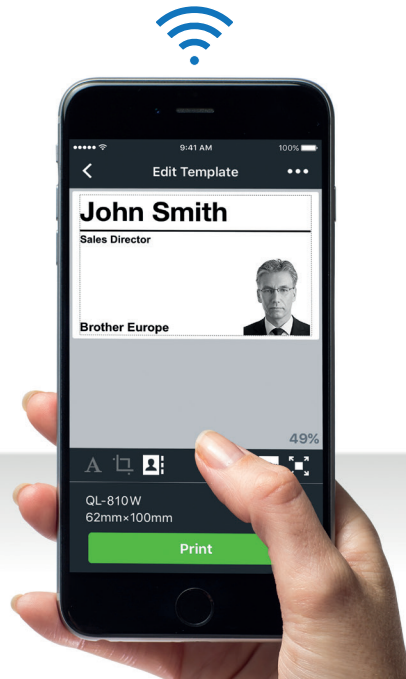 9:41 AM
100%
Edit Template
John Smith
Sales Director
Brother Europe
49%
A
QL-810W
62mm×100mm
Print